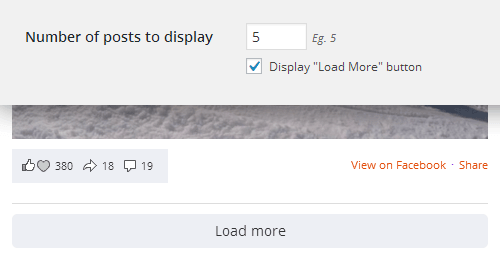 Number of posts to display 5 Eg. 5
Display "Load More" button
380 18 19 View on Facebook · Share
Load more